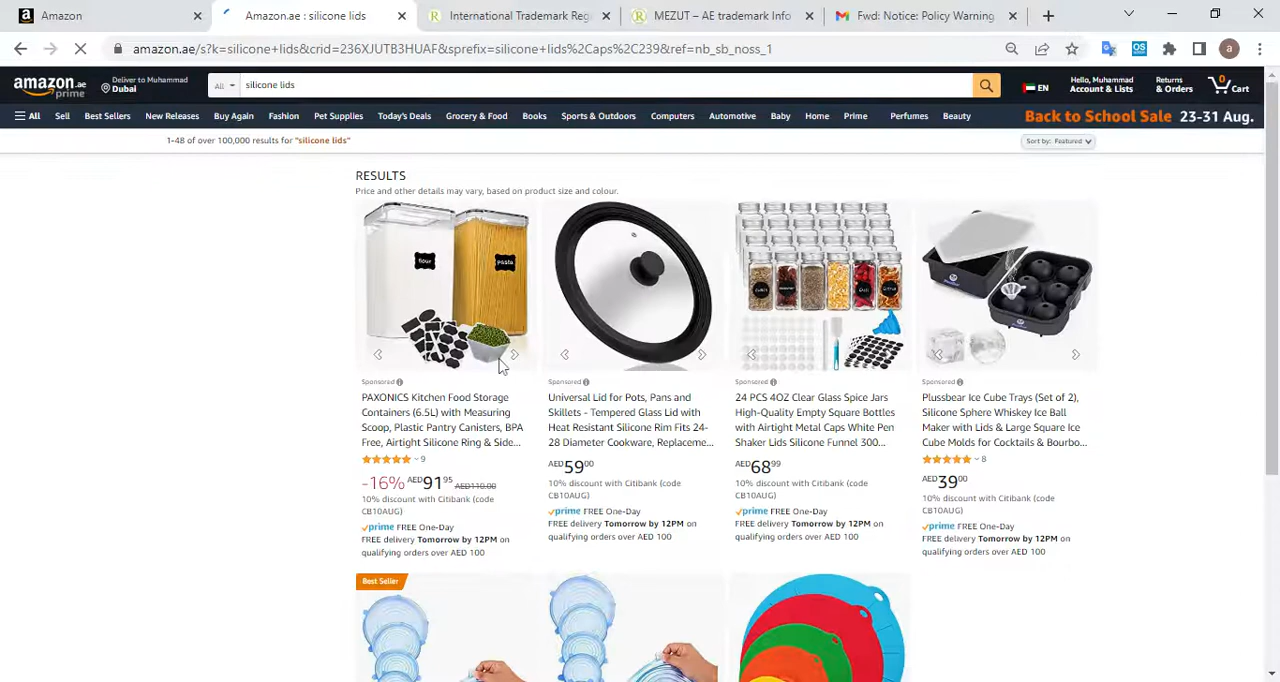 Amazon
Amazon.ae : silicone lids
International Trademark Reg
MEZUT – AE trademark Info
Fwd: Notice: Policy Warning
a
amazon.ae/s?k=silicone+lids&crid=236XJUTB3HUAF&sprefix=silicone+lids%2Caps%2C239&ref=nb_sb_noss_1
OS
a
amazon.ae
prime
Deliver to Muhammad
Dubai
All
silicone lids
EN
Hello, Muhammad
Account & Lists
Returns
& Orders
0
Cart
All
Sell
Best Sellers
New Releases
Buy Again
Fashion
Pet Supplies
Today's Deals
Grocery & Food
Books
Sports & Outdoors
Computers
Automotive
Baby
Home
Prime
Perfumes
Beauty
Back to School Sale 23-31 Aug.
1-48 of over 100,000 results for "silicone lids"
Sort by: Featured
RESULTS
Price and other details may vary, based on product size and colour.
flour
Pasta
Sponsored
PAXONICS Kitchen Food Storage
Containers (6.5L) with Measuring
Scoop, Plastic Pantry Canisters, BPA
Free, Airtight Silicone Ring & Side...
9
-16% AED91 95 AED110.00
10% discount with Citibank (code
CB10AUG)
prime FREE One-Day
FREE delivery Tomorrow by 12PM on
qualifying orders over AED 100
Sponsored
Universal Lid for Pots, Pans and
Skillets - Tempered Glass Lid with
Heat Resistant Silicone Rim Fits 24-
28 Diameter Cookware, Replaceme...
AED59 00
10% discount with Citibank (code
CB10AUG)
prime FREE One-Day
FREE delivery Tomorrow by 12PM on
qualifying orders over AED 100
Sponsored
24 PCS 4OZ Clear Glass Spice Jars
High-Quality Empty Square Bottles
with Airtight Metal Caps White Pen
Shaker Lids Silicone Funnel 300...
AED68 99
10% discount with Citibank (code
CB10AUG)
prime FREE One-Day
FREE delivery Tomorrow by 12PM on
qualifying orders over AED 100
Sponsored
Plussbear Ice Cube Trays (Set of 2),
Silicone Sphere Whiskey Ice Ball
Maker with Lids & Large Square Ice
Cube Molds for Cocktails & Bourbo...
8
AED39 00
10% discount with Citibank (code
CB10AUG)
prime FREE One-Day
FREE delivery Tomorrow by 12PM on
qualifying orders over AED 100
Best Seller